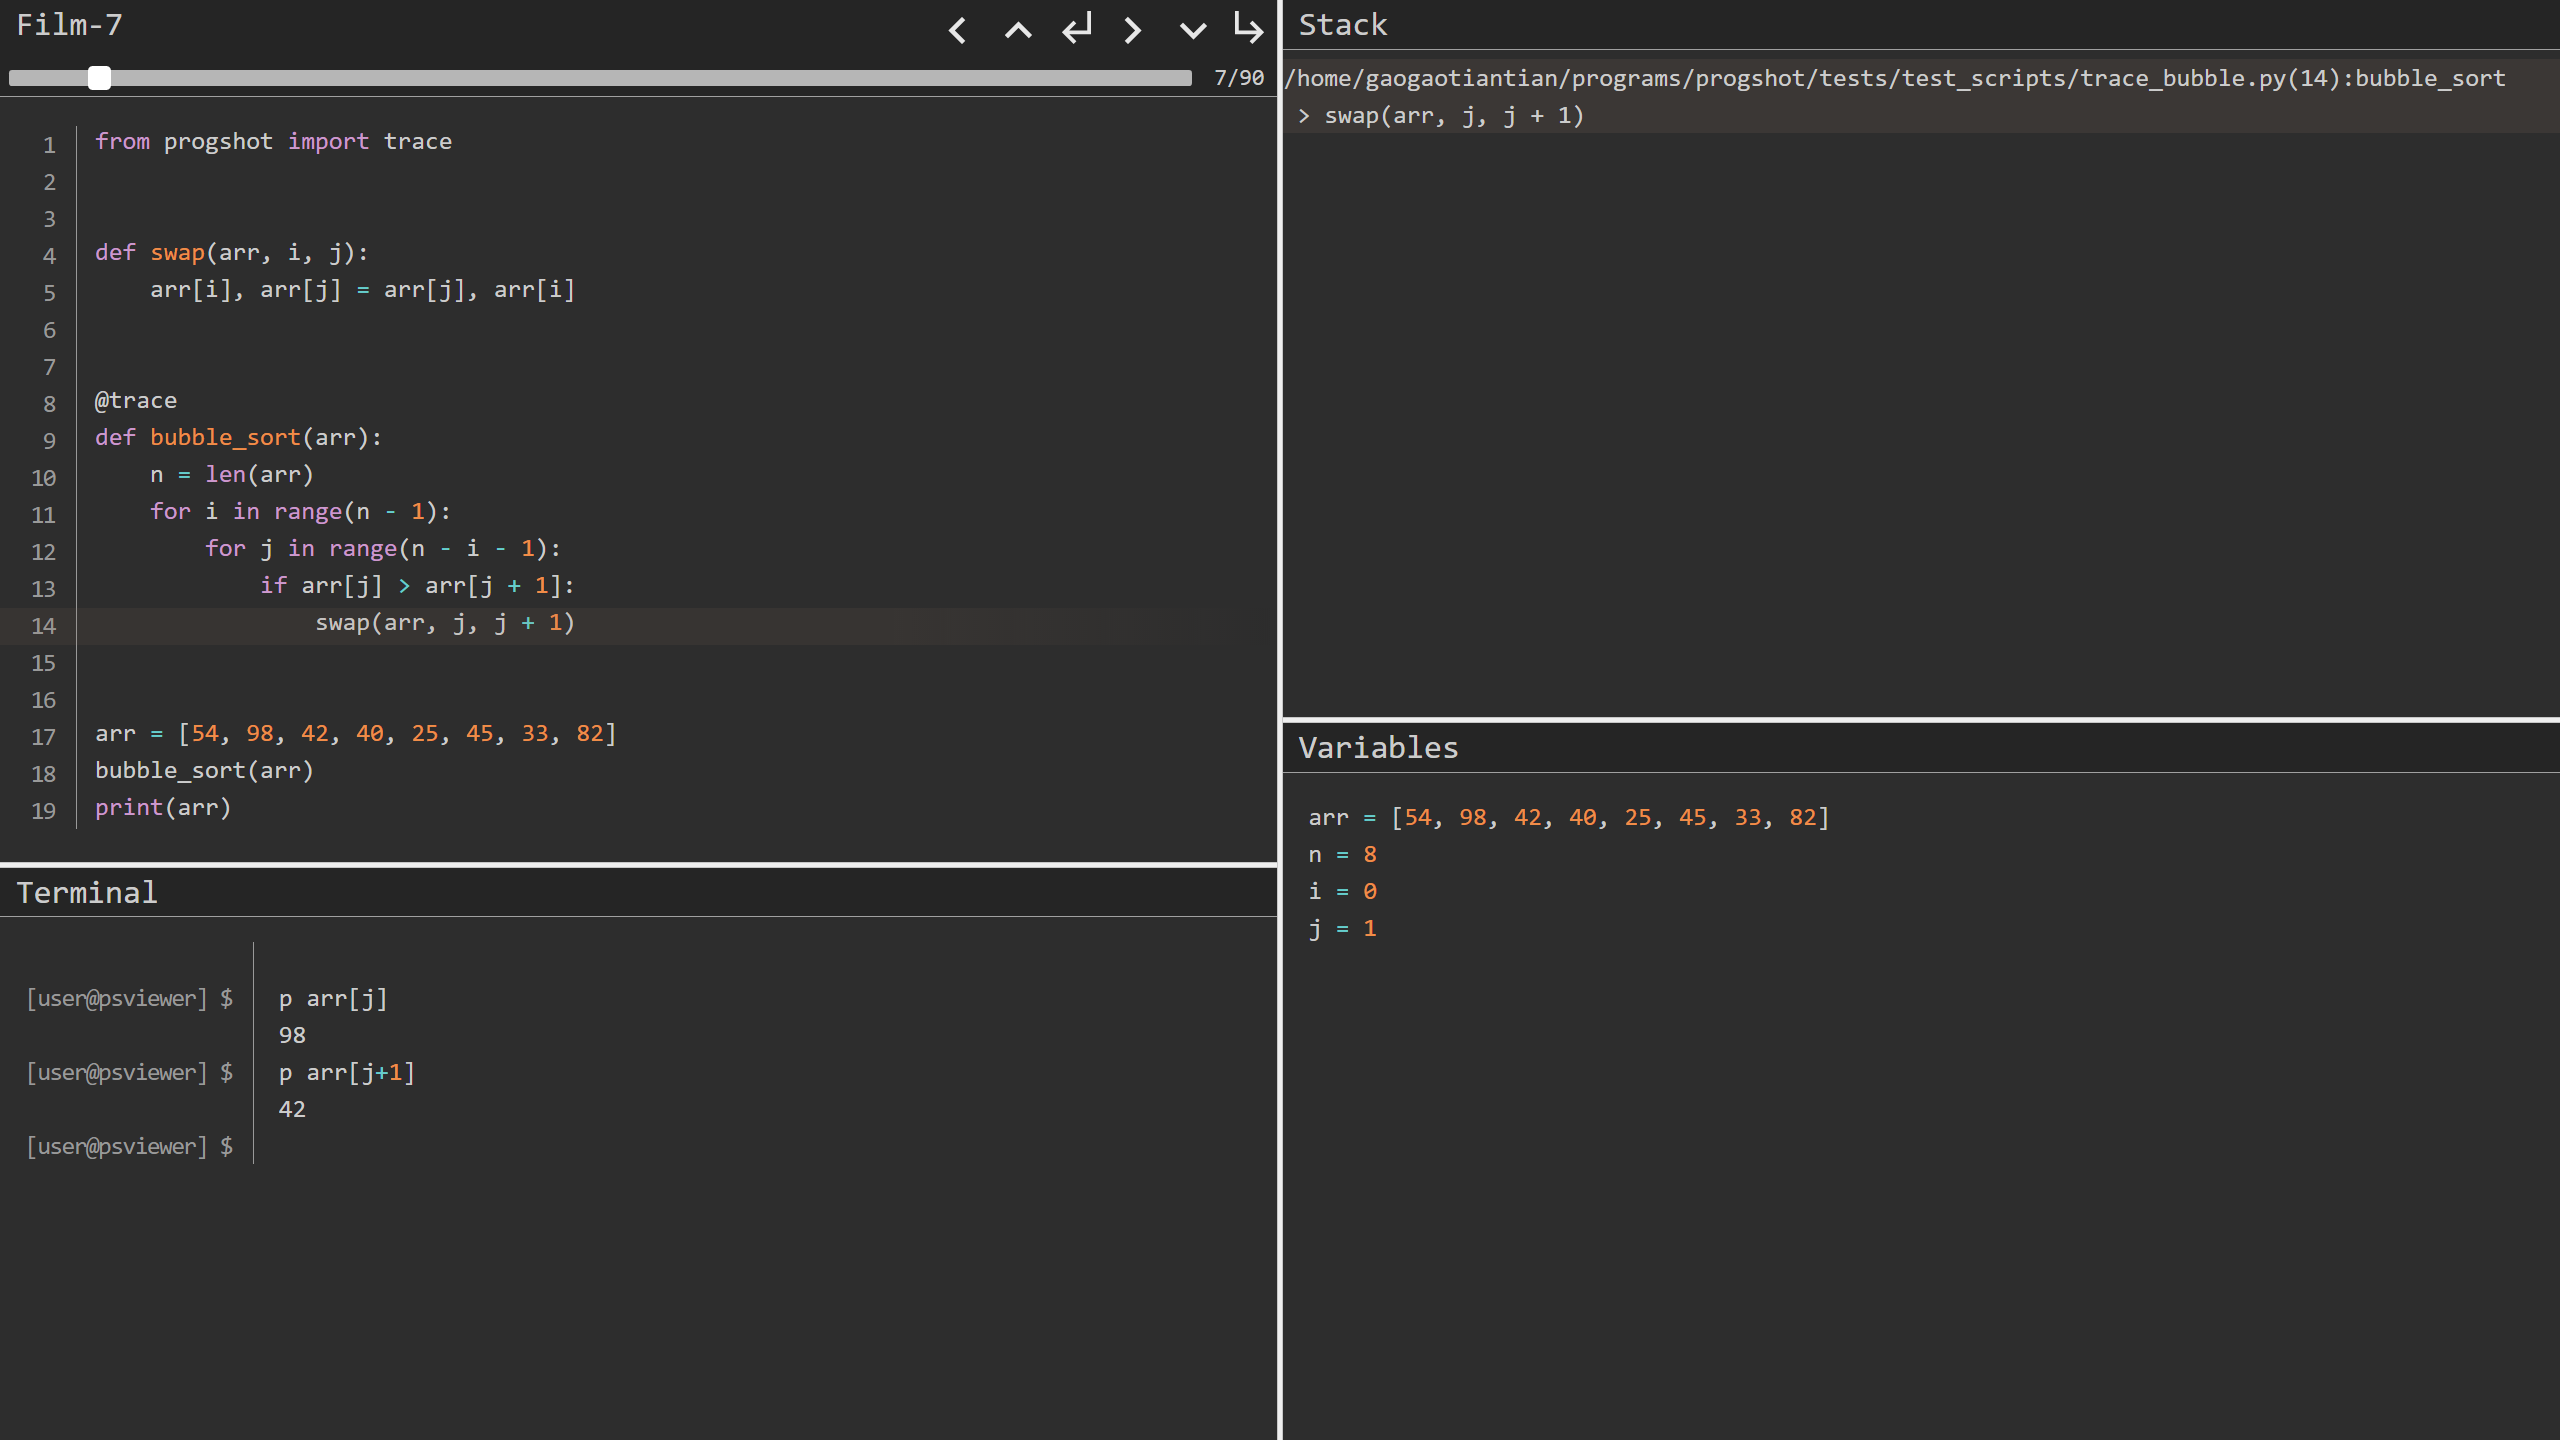 Film-7
7/90
1 from progshot import trace
2
3
4 def swap(arr, i, j):
5     arr[i], arr[j] = arr[j], arr[i]
6
7
8 @trace
9 def bubble_sort(arr):
10     n = len(arr)
11     for i in range(n - 1):
12         for j in range(n - i - 1):
13             if arr[j] > arr[j + 1]:
14                 swap(arr, j, j + 1)
15
16
17 arr = [54, 98, 42, 40, 25, 45, 33, 82]
18 bubble_sort(arr)
19 print(arr)
Terminal
[user@psviewer] $ p arr[j]
98
[user@psviewer] $ p arr[j+1]
42
[user@psviewer] $
Stack
/home/gaogaotiantian/programs/progshot/tests/test_scripts/trace_bubble.py(14):bubble_sort
> swap(arr, j, j + 1)
Variables
arr = [54, 98, 42, 40, 25, 45, 33, 82]
n = 8
i = 0
j = 1